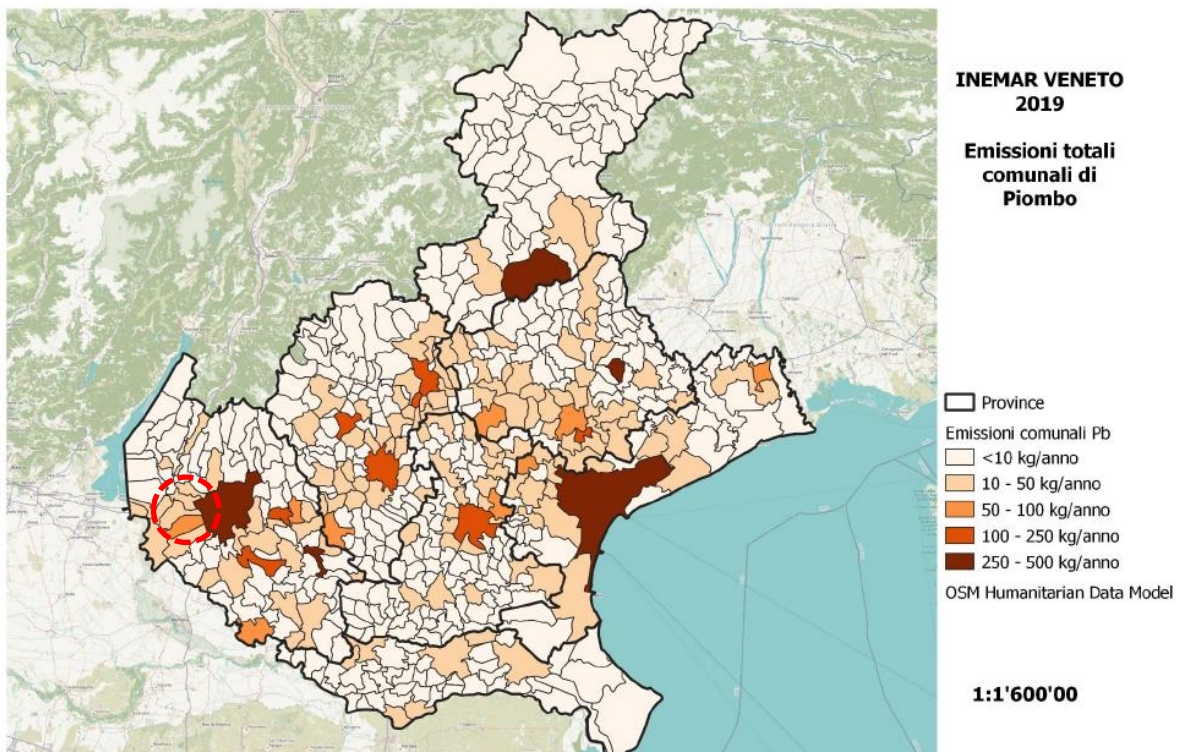 INEMAR VENETO
2019
Emissioni totali
comunali di
Piombo
Province
Emissioni comunali Pb
<10 kg/anno
10 - 50 kg/anno
50 - 100 kg/anno
100 - 250 kg/anno
250 - 500 kg/anno
OSM Humanitarian Data Model
1:1'600'00